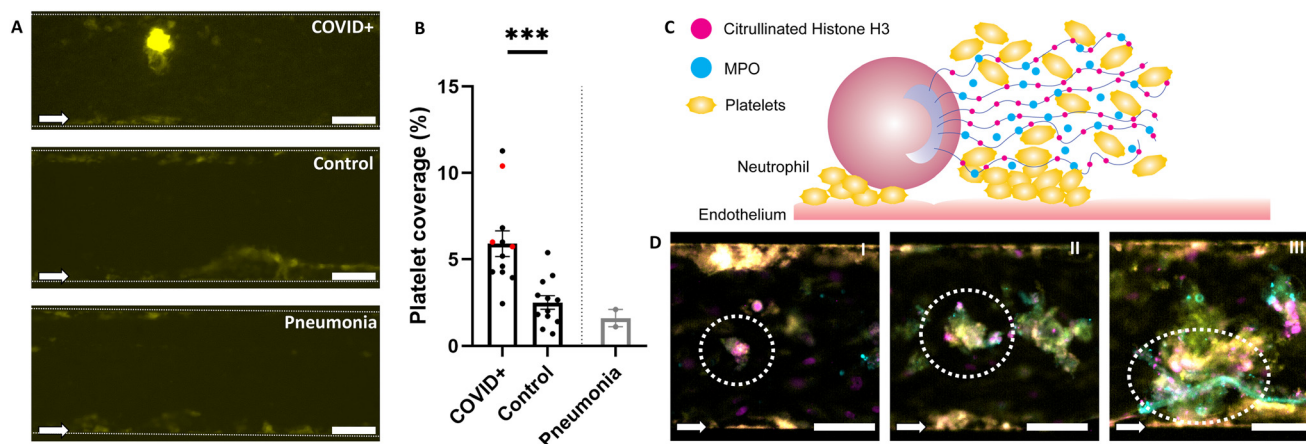 A
COVID+
Control
Pneumonia
B
***
Platelet coverage (%)
15
10
5
0
COVID+
Control
Pneumonia
C
Citrullinated Histone H3
MPO
Platelets
Neutrophil
Endothelium
D
I
II
III